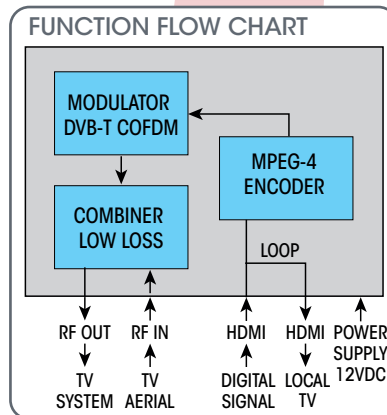 FUNCTION FLOW CHART
MODULATOR
DVB-T COFDM
MPEG-4
ENCODER
COMBINER
LOW LOSS
LOOP
RF OUT
RF IN
HDMI
HDMI
POWER
SUPPLY
12VDC
TV
SYSTEM
TV
AERIAL
DIGITAL
SIGNAL
LOCAL
TV